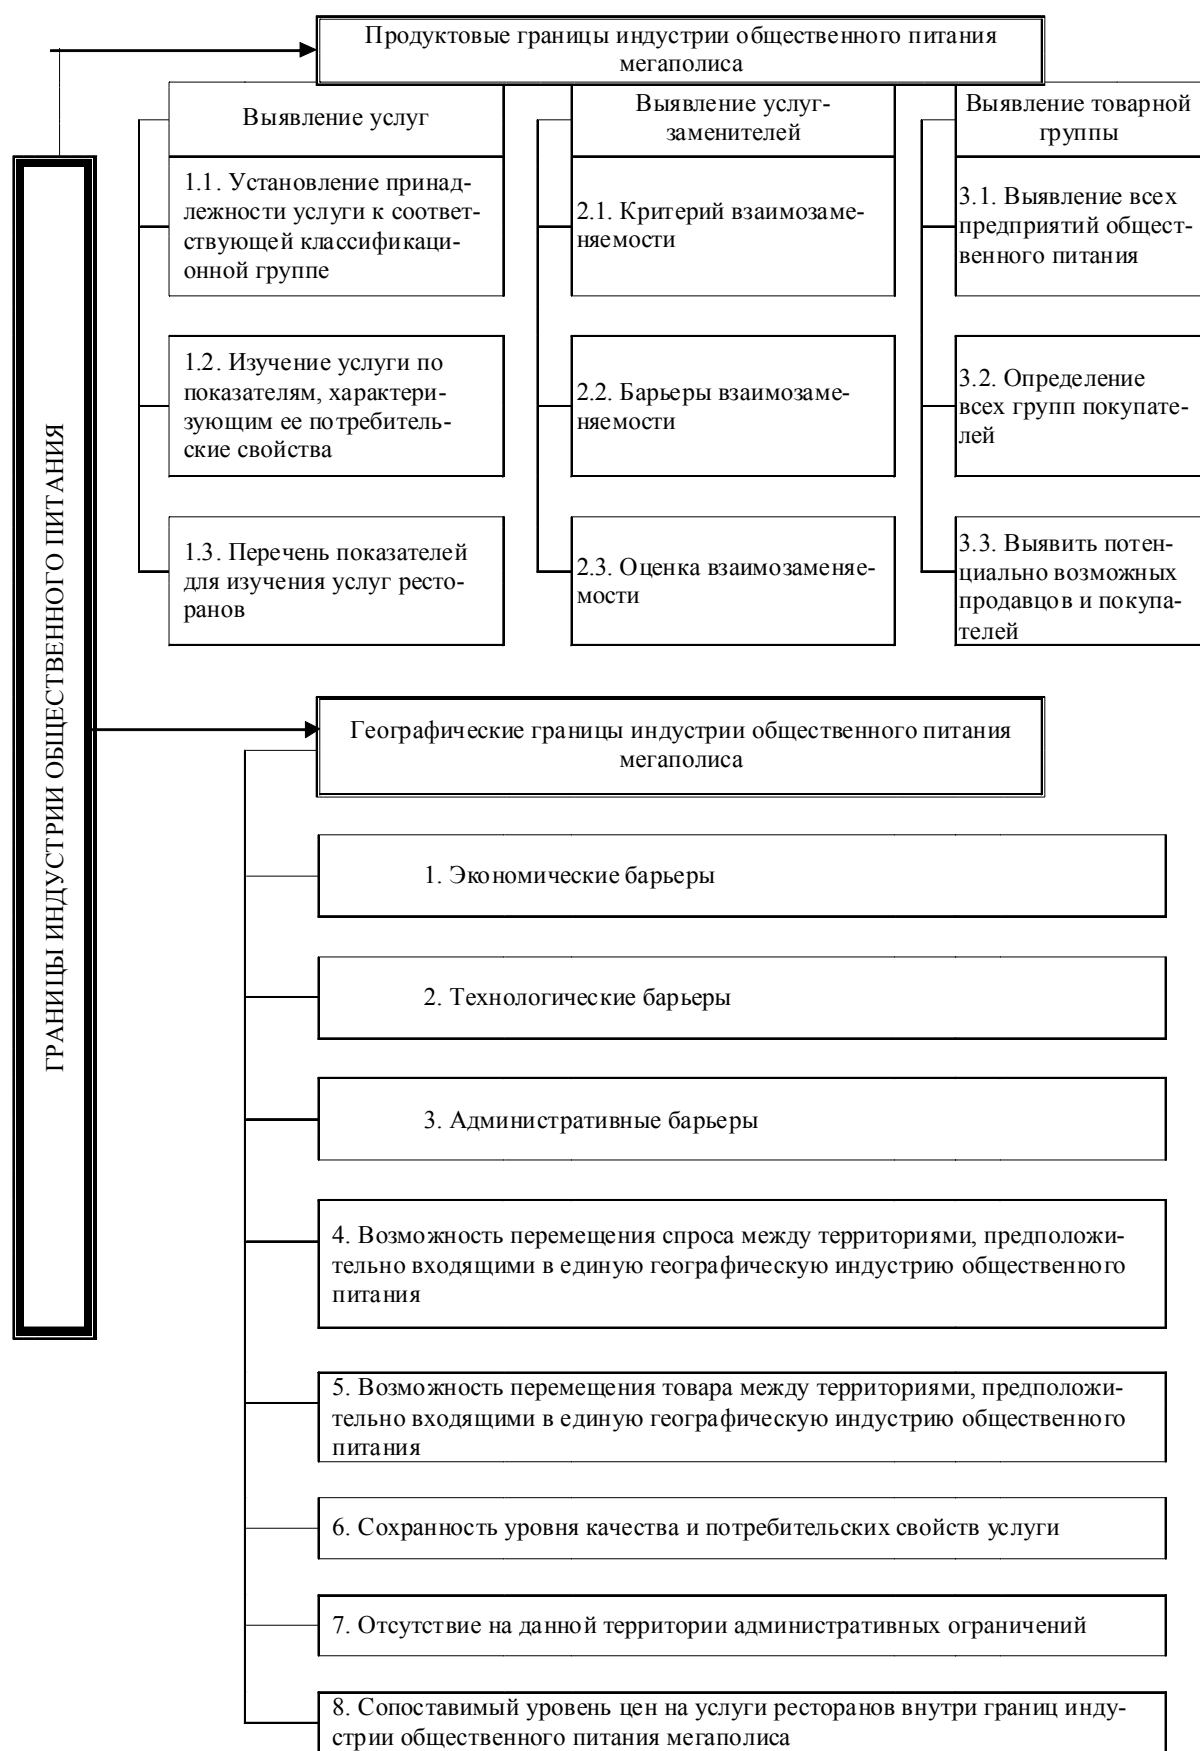 Продуктовые границы индустрии общественного питания
мегаполиса
Выявление услуг
Выявление услуг-
заменителей
Выявление товарной
группы
1.1. Установление принад-
лежности услуги к соответ-
ствующей классификаци-
онной группе
2.1. Критерий взаимозаме-
няемости
3.1. Выявление всех
предприятий общест-
венного питания
1.2. Изучение услуги по
показателям, характери-
зующим ее потребитель-
ские свойства
2.2. Барьеры взаимозаме-
няемости
3.2. Определение
всех групп покупате-
лей
1.3. Перечень показателей
для изучения услуг ресто-
ранов
2.3. Оценка взаимозаменяе-
мости
3.3. Выявить потен-
циально возможных
продавцов и покупа-
телей
ГРАНИЦЫ ИНДУСТРИИ ОБЩЕСТВЕННОГО ПИТАНИЯ
Географические границы индустрии общественного питания
мегаполиса
1. Экономические барьеры
2. Технологические барьеры
3. Административные барьеры
4. Возможность перемещения спроса между территориями, предположи-
тельно входящими в единую географическую индустрию общественного
питания
5. Возможность перемещения товара между территориями, предположи-
тельно входящими в единую географическую индустрию общественного
питания
6. Сохранность уровня качества и потребительских свойств услуги
7. Отсутствие на данной территории административных ограничений
8. Сопоставимый уровень цен на услуги ресторанов внутри границ инду-
стрии общественного питания мегаполиса